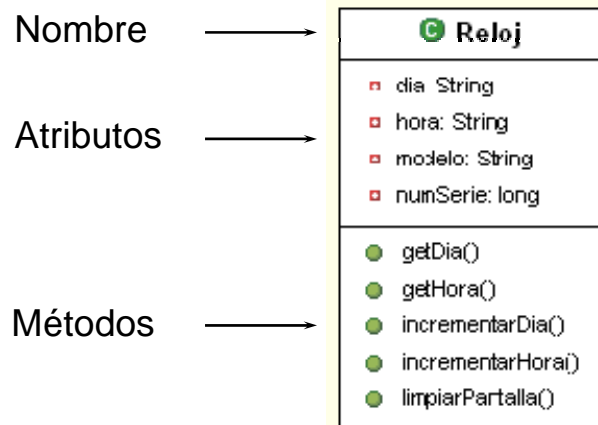 Nombre
C Reloj
Atributos
dia String
hora: String
modelo: String
numSerie: long
Métodos
getDia()
getHora()
incrementarDia()
incrementarHora()
limpiarPartalla()